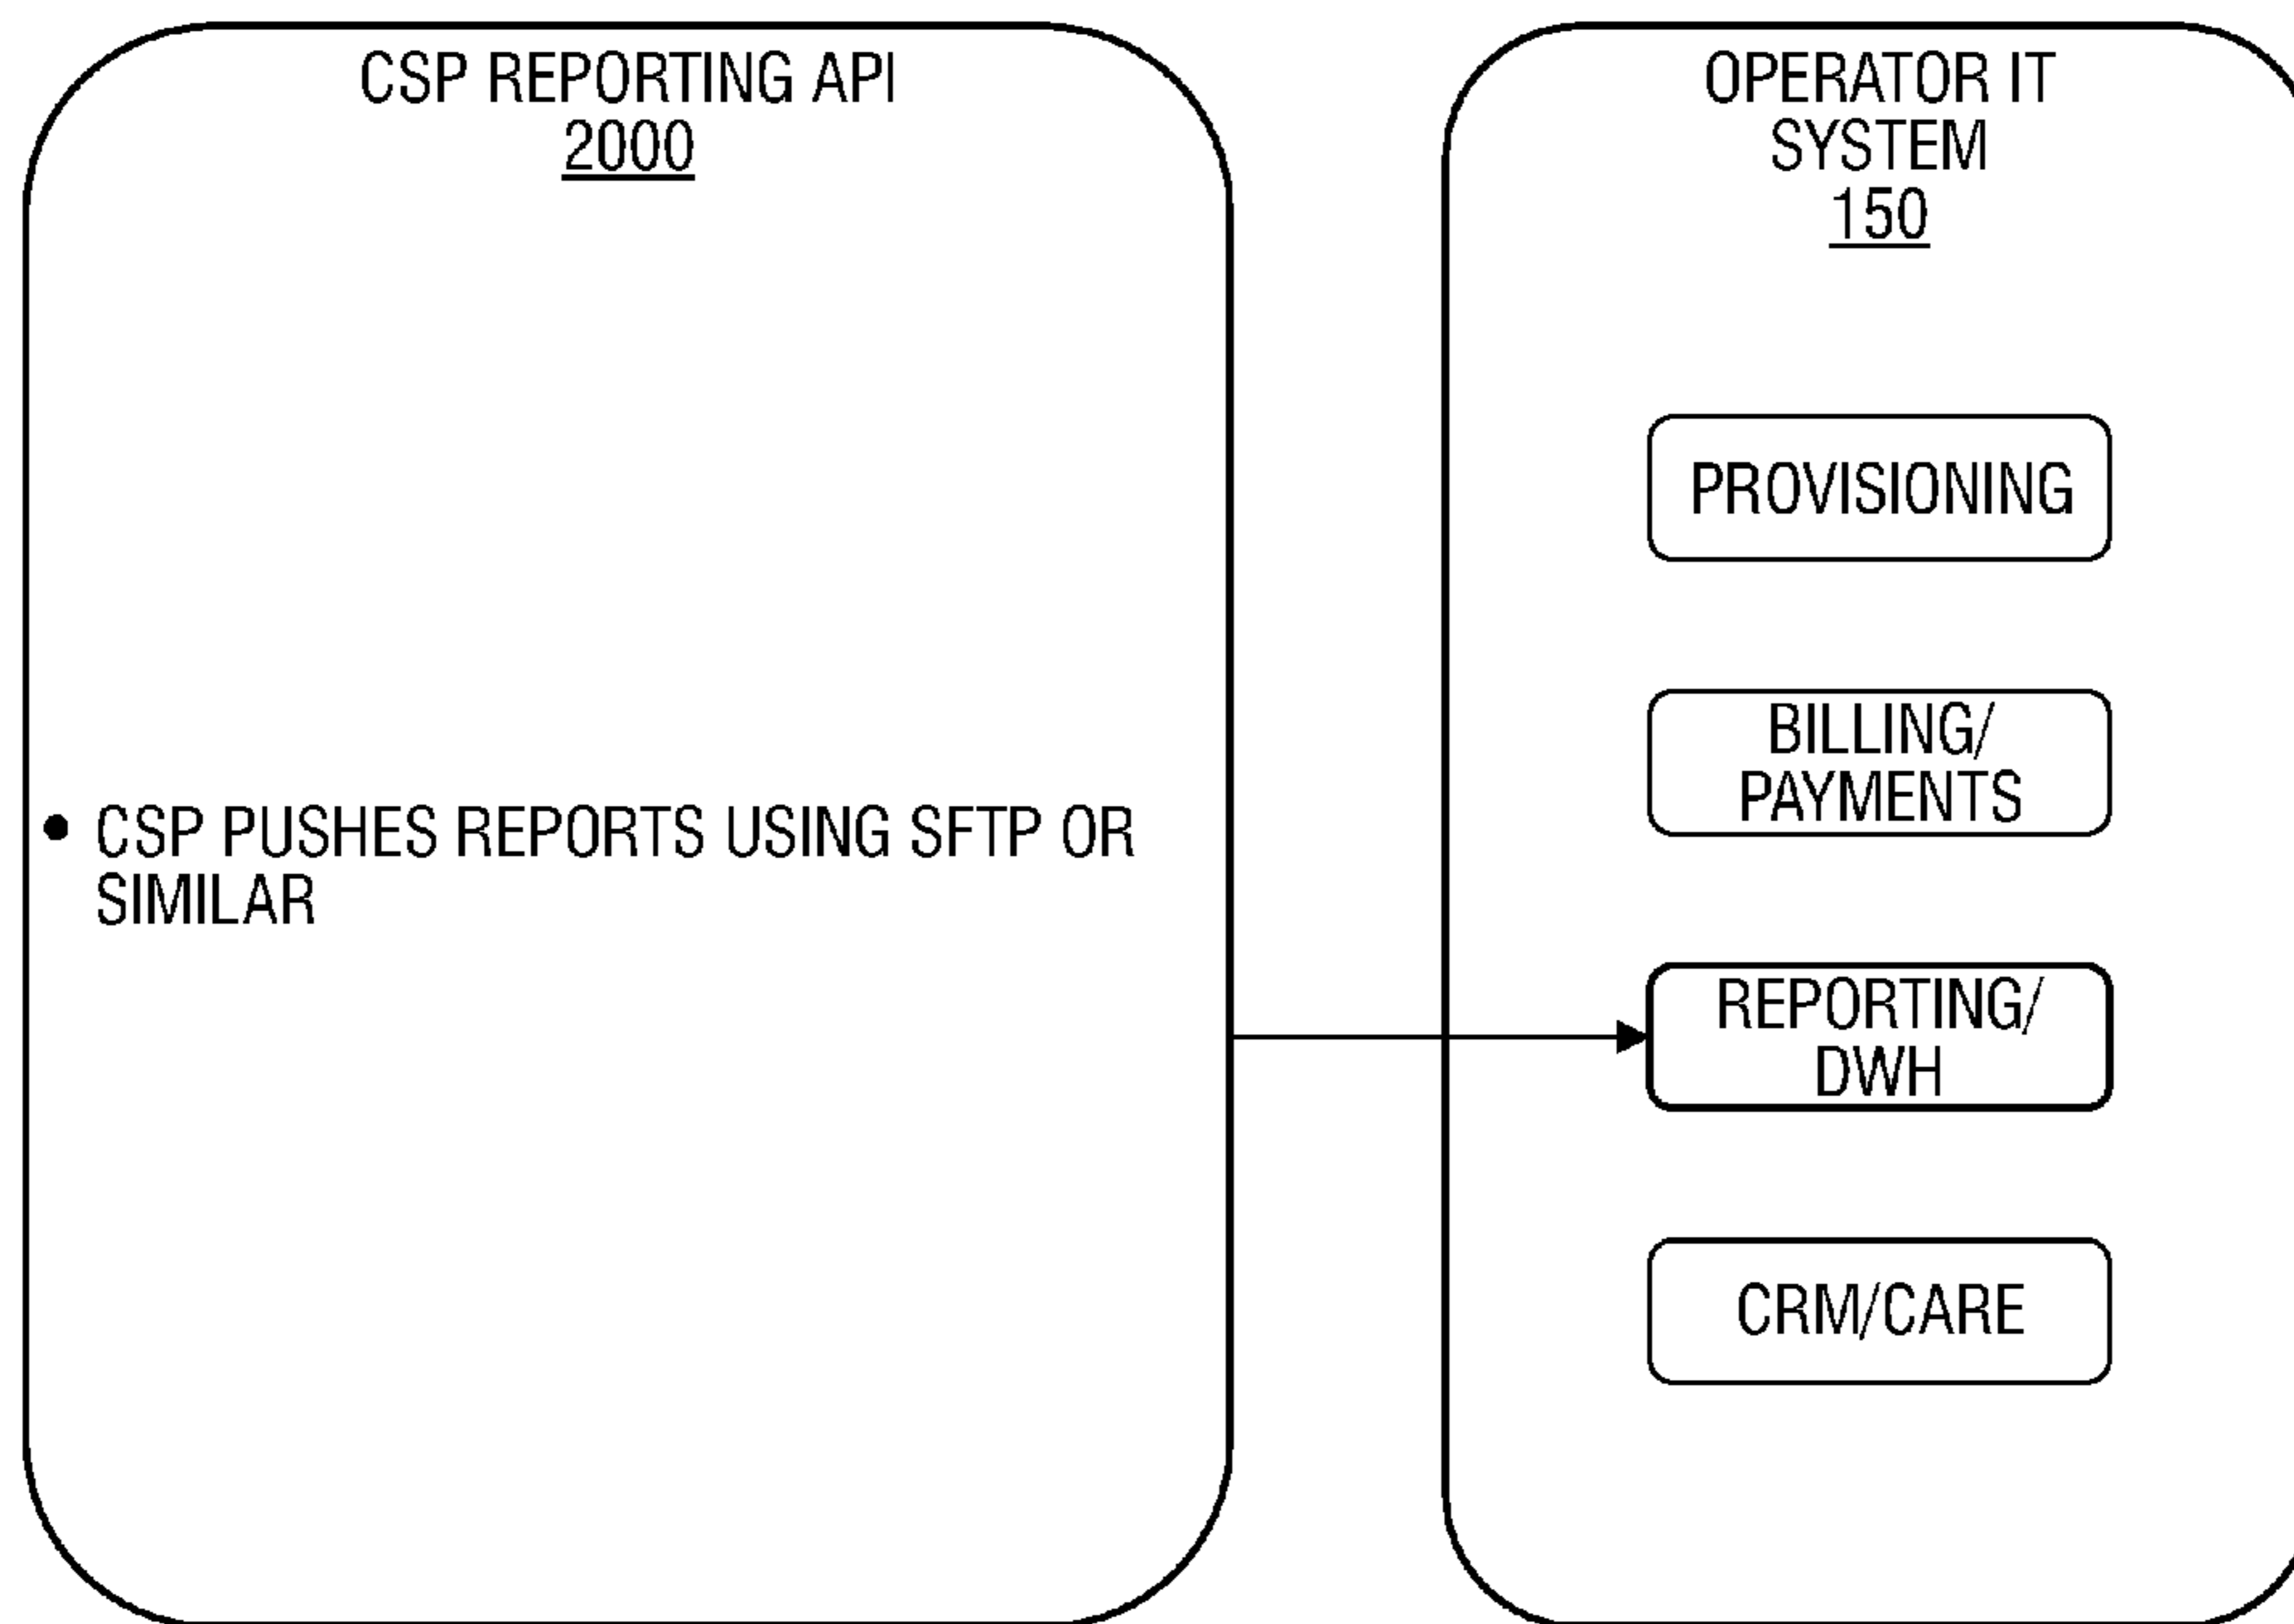 CSP REPORTING API
2000
• CSP PUSHES REPORTS USING SFTP OR
SIMILAR
OPERATOR IT
SYSTEM
150
PROVISIONING
BILLING/
PAYMENTS
REPORTING/
DWH
CRM/CARE